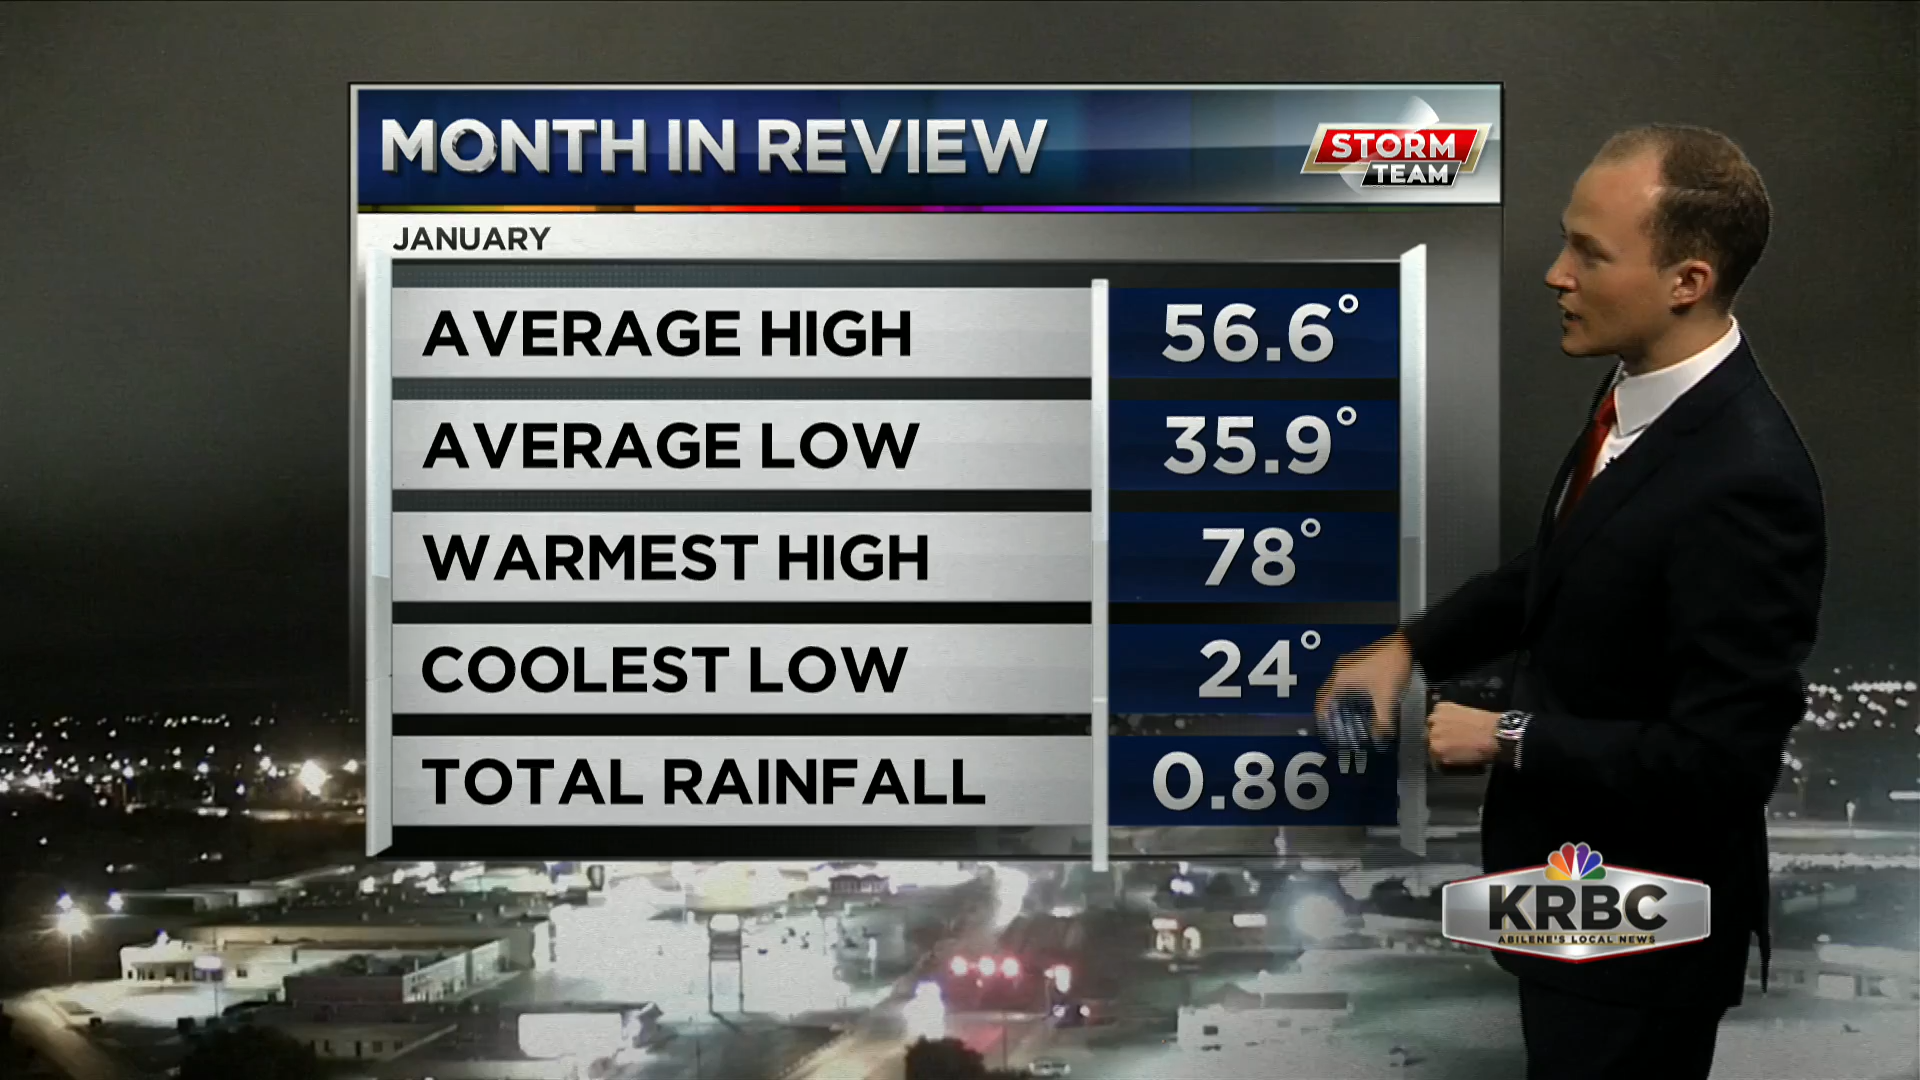 MONTH IN REVIEW
STORM
TEAM
JANUARY
AVERAGE HIGH 56.6°
AVERAGE LOW 35.9°
WARMEST HIGH 78°
COOLEST LOW 24°
TOTAL RAINFALL 0.86"
KRBC
ABILENE'S LOCAL NEWS